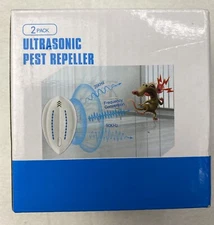 2 PACK
ULTRASONIC
PEST REPELLER